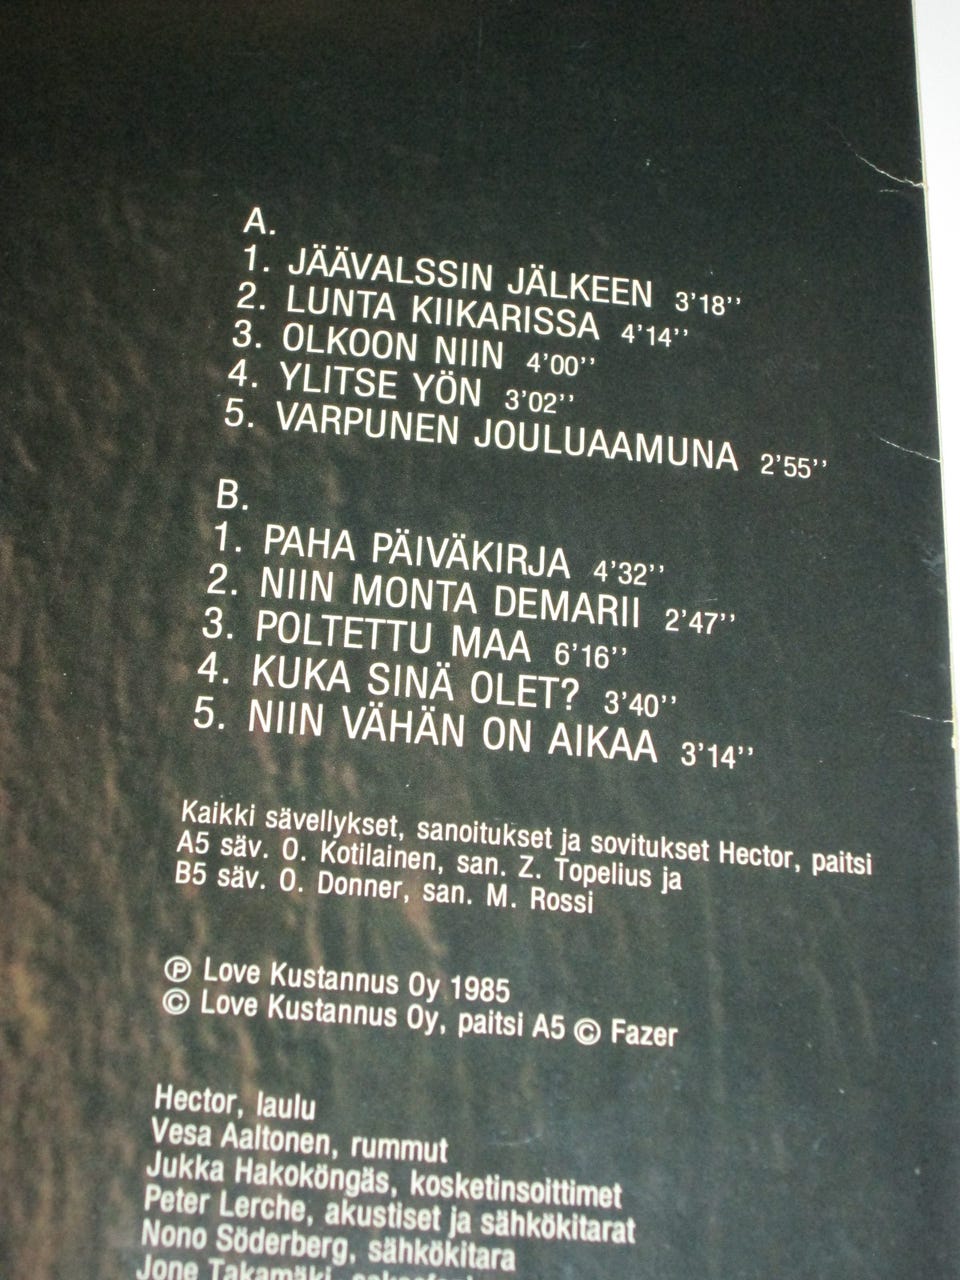 A.
1. JÄÄVALSSIN JÄLKEEN 3'18''
2. LUNTA KIIKARISSA 4'14''
3. OLKOON NIIN 4'00''
4. YLITSE YÖN 3'02''
5. VARPUNEN JOULUAAMUNA 2'55''
B.
1. PAHA PÄIVÄKIRJA 4'32''
2. NIIN MONTA DEMARII 2'47''
3. POLTETTU MAA 6'16''
4. KUKA SINÄ OLET? 3'40''
5. NIIN VÄHÄN ON AIKAA 3'14''
Kaikki sävellykset, sanoitukset ja sovitukset Hector, paitsi
A5 säv. O. Kotilainen, san. Z. Topelius ja
B5 säv. O. Donner, san. M. Rossi
℗ Love Kustannus Oy 1985
© Love Kustannus Oy, paitsi A5 © Fazer
Hector, laulu
Vesa Aaltonen, rummut
Jukka Hakoköngäs, kosketinsoittimet
Peter Lerche, akustiset ja sähkökitarat
Nono Söderberg, sähkökitara
Jone Takamäki,